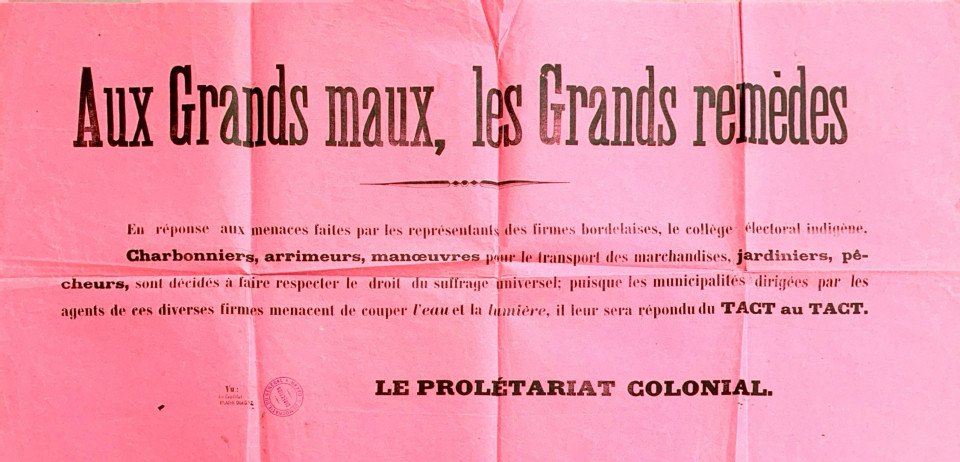 Aux Grands maux, les Grands remèdes
En réponse aux menaces faites par les représentants des firmes bordelaises, le collège électoral indigène.
Charbonniers, arrimeurs, manœuvres pour le transport des marchandises, jardiniers, pê-
cheurs, sont décidés à faire respecter le droit du suffrage universel; puisque les municipalités dirigées par les
agents de ces diverses firmes menacent de couper l'eau et la lumière, il leur sera répondu du TACT au TACT.
Vu :
LE PROLÉTARIAT COLONIAL.